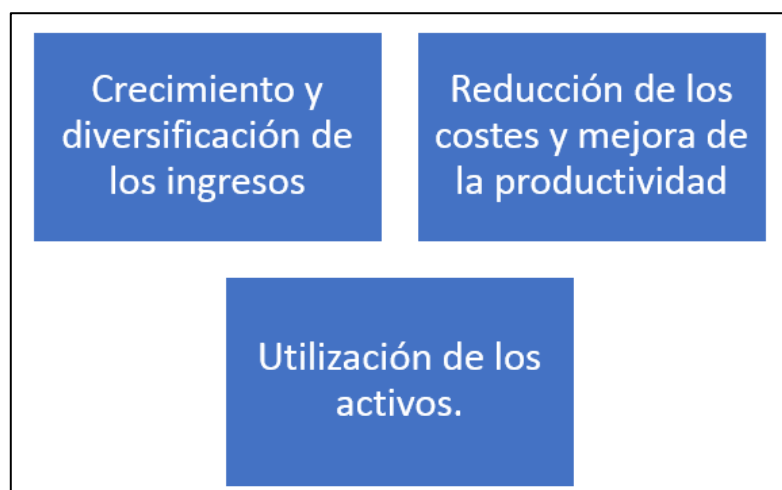 Crecimiento y
diversificación de
los ingresos
Reducción de los
costes y mejora de
la productividad
Utilización de los
activos.